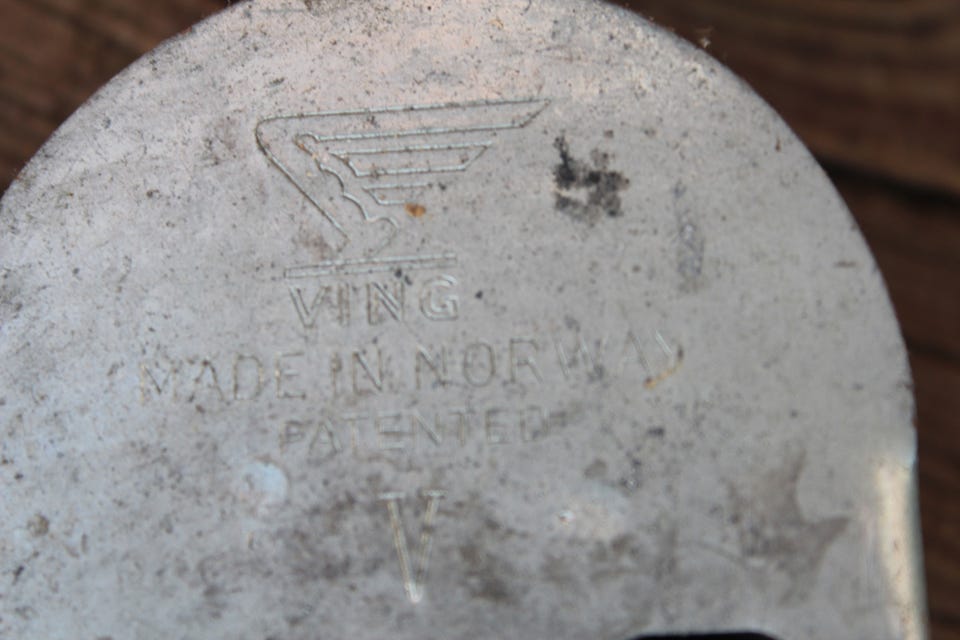 VING
MADE IN NORWAY
PATENTED
V